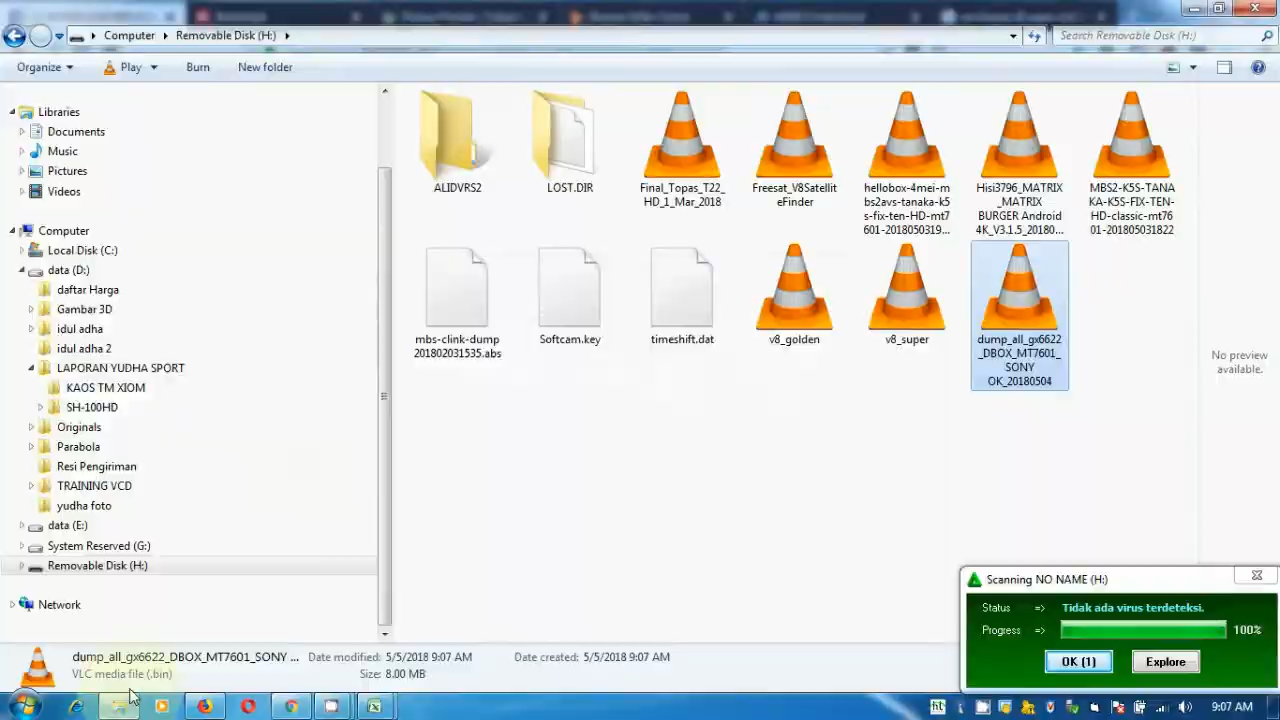 Computer Removable Disk (H:)
Search Removable Disk (H:)
Organize Play Burn New folder
Libraries
Documents
Music
Pictures
Videos
Computer
Local Disk (C:)
data (D:)
daftar Harga
Gambar 3D
idul adha
idul adha 2
LAPORAN YUDHA SPORT
KAOS TM XIOM
SH-100HD
Originals
Parabola
Resi Pengiriman
TRAINING VCD
yudha foto
data (E:)
System Reserved (G:)
Removable Disk (H:)
Network
ALIDVRS2
LOST.DIR
Final_Topas_T22_
HD_1_Mar_2018
Freesat_V8Satellit
eFinder
hellobox-4mei-m
bs2avs-tanaka-k5
s-fix-ten-HD-mt7
601-2018050319...
Hisi3796_MATRIX
_MATRIX
BURGER Android
4K_V3.1.5_20180...
MBS2-K5S-TANA
KA-K5S-FIX-TEN-
HD-classic-mt76
01-201805031822
mbs-clink-dump
201802031535.abs
Softcam.key
timeshift.dat
v8_golden
v8_super
dump_all_gx6622
_DBOX_MT7601_
SONY
OK_20180504
No preview
available.
Scanning NO NAME (H:)
Status => Tidak ada virus terdeteksi.
Progress => 100%
OK (1) Explore
dump_all_gx6622_DBOX_MT7601_SONY ... Date modified: 5/5/2018 9:07 AM Date created: 5/5/2018 9:07 AM
VLC media file (.bin) Size: 8.00 MB
9:07 AM